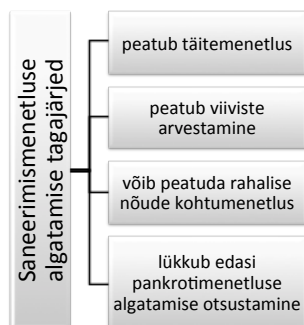 Saneerimismenetluse
algatamise tagajärjed
peatub täitemenetlus
peatub viiviste
arvestamine
võib peatuda rahalise
nõude kohtumenetlus
lükkub edasi
pankrotimenetluse
algatamise otsustamine